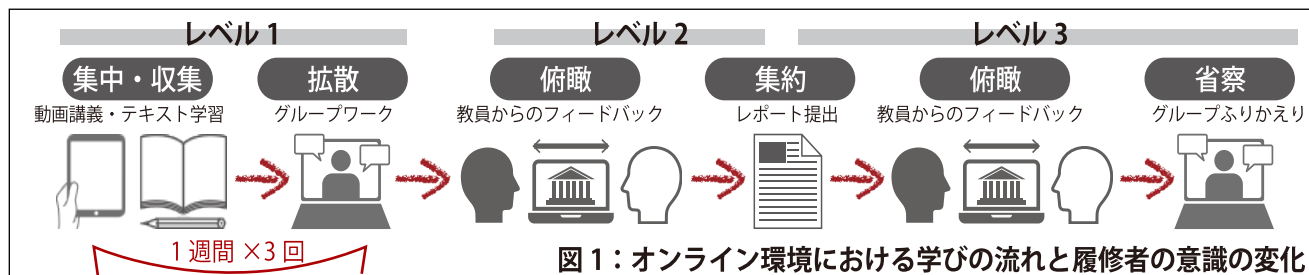 レベル 1
レベル 2
レベル 3
集中・収集
拡散
俯瞰
集約
俯瞰
省察
動画講義・テキスト学習
グループワーク
教員からのフィードバック
レポート提出
教員からのフィードバック
グループふりかえり
1 週間 ×3 回
図 1：オンライン環境における学びの流れと履修者の意識の変化